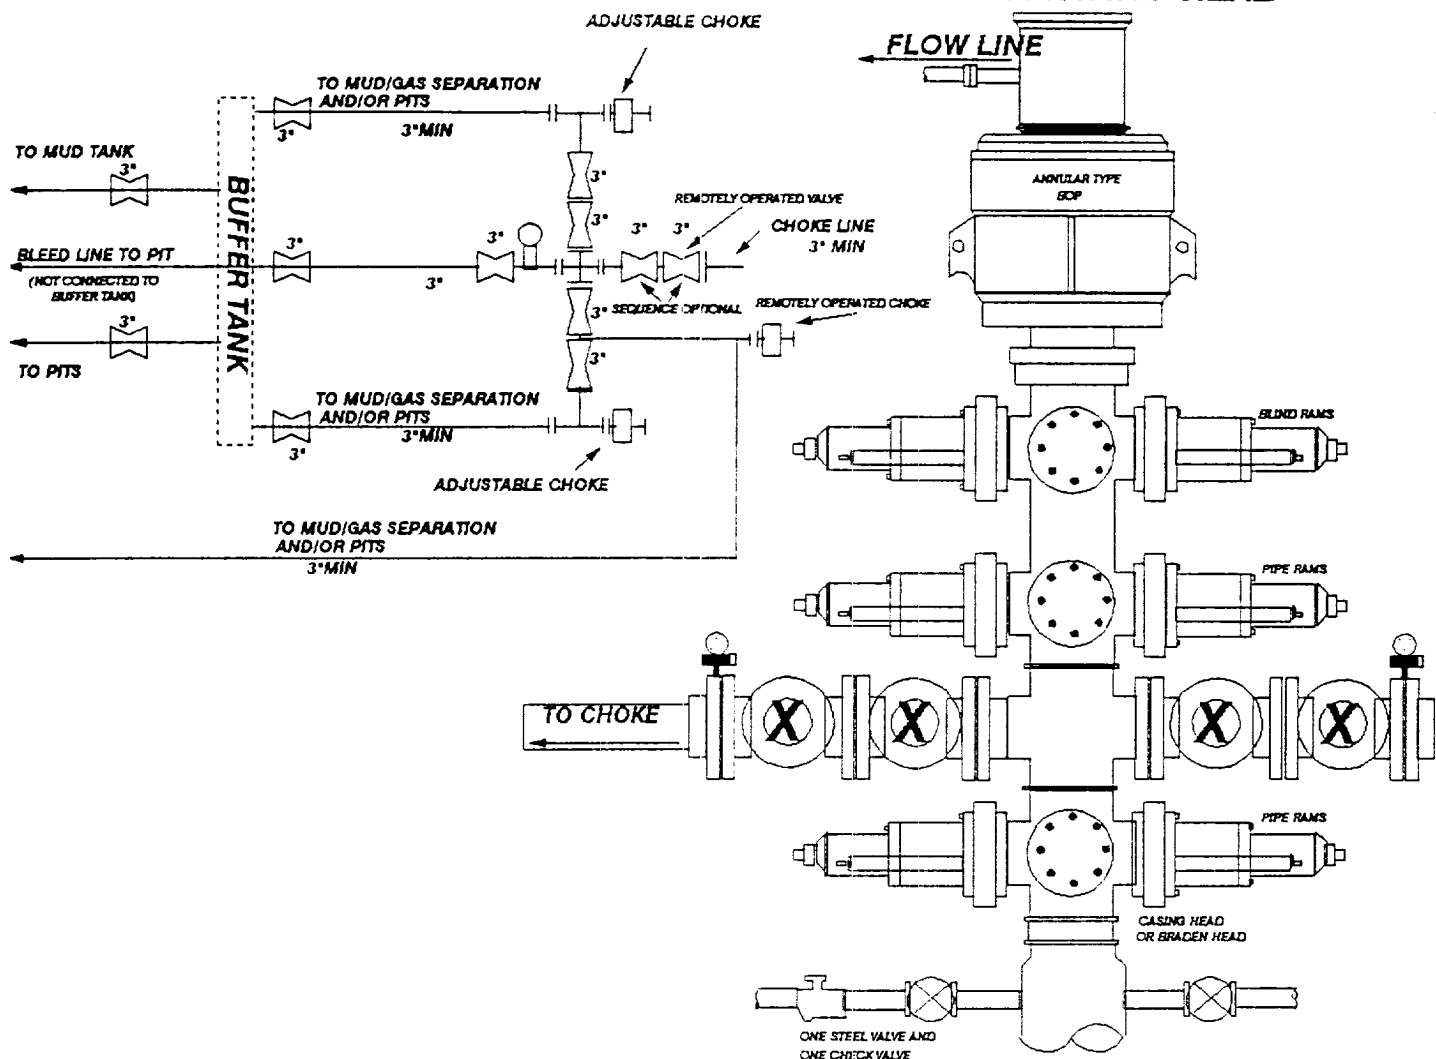 ADJUSTABLE CHOKE
FLOW LINE
TO MUD/GAS SEPARATION
AND/OR PITS
3" MIN
3"
TO MUD TANK
3"
BUFFER TANK
3"
3"
ANNULAR TYPE
BOP
REMOTELY OPERATED VALVE
3"
3"
CHOKE LINE
3" MIN
BLEED LINE TO PIT
(NOT CONNECTED TO
BUFFER TANK)
3"
3"
3"
SEQUENCE OPTIONAL
REMOTELY OPERATED CHOKE
3"
3"
3"
TO PITS
TO MUD/GAS SEPARATION
AND/OR PITS
3" MIN
3"
ADJUSTABLE CHOKE
BLIND RAMS
TO MUD/GAS SEPARATION
AND/OR PITS
3" MIN
PIPE RAMS
TO CHOKE
X
X
X
X
PIPE RAMS
CASING HEAD
OR BRADEN HEAD
ONE STEEL VALVE AND
ONE CHECK VALVE